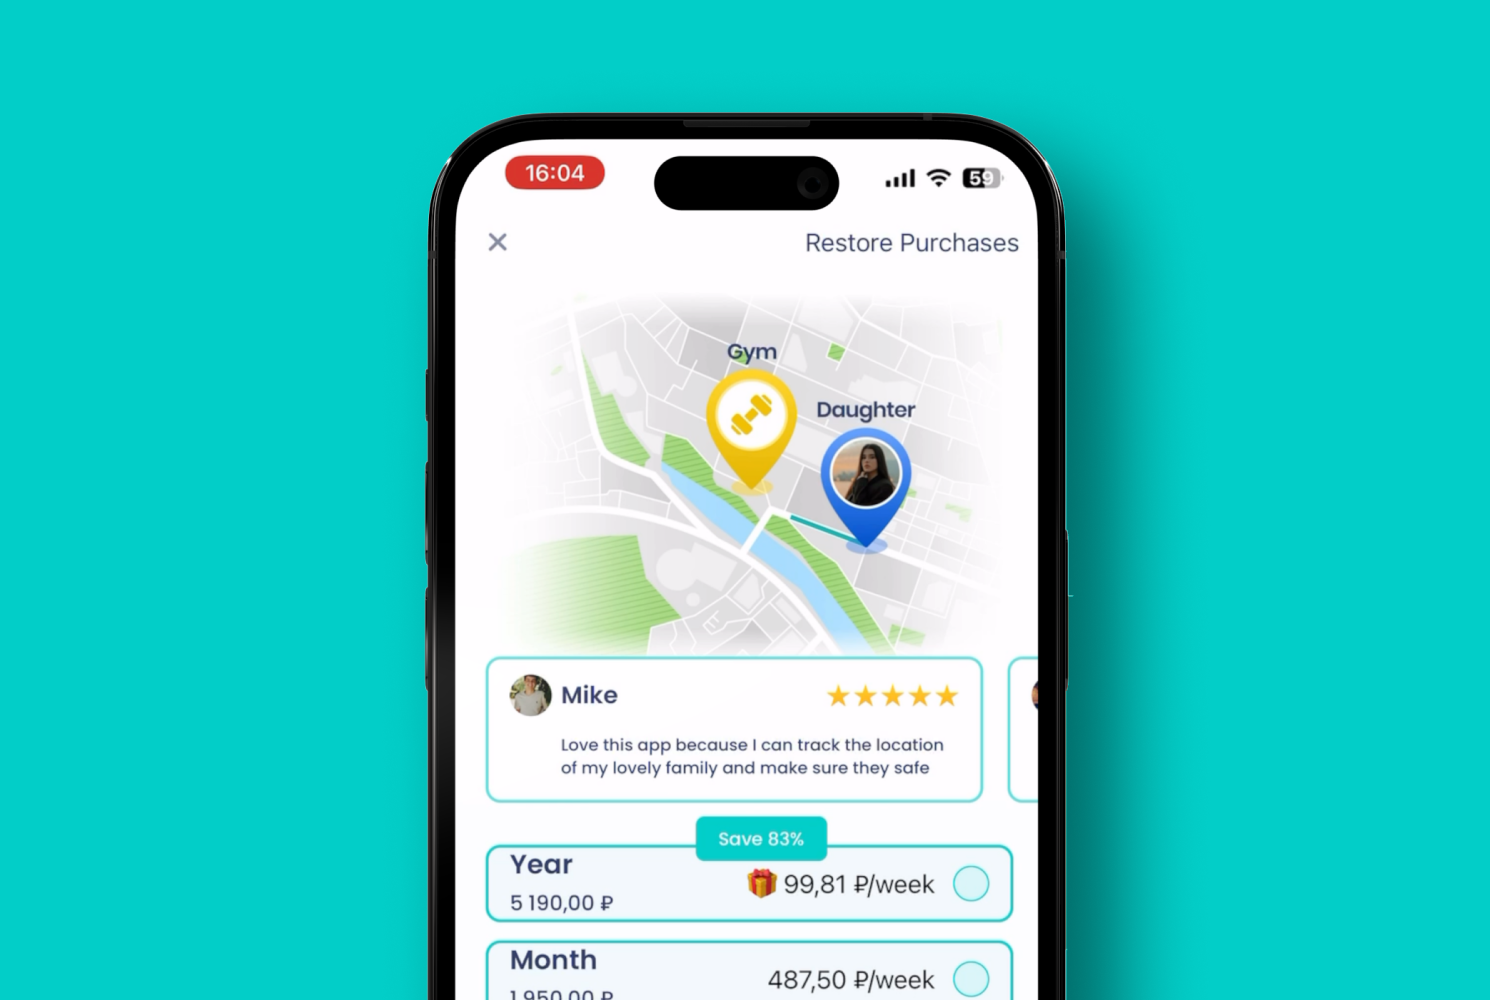 16:04
59
Restore Purchases
Gym
Daughter
Mike
Love this app because I can track the location
of my lovely family and make sure they safe
Save 83%
Year
99,81 ₽/week
5 190,00 ₽
Month
487,50 ₽/week
1 950,00 ₽